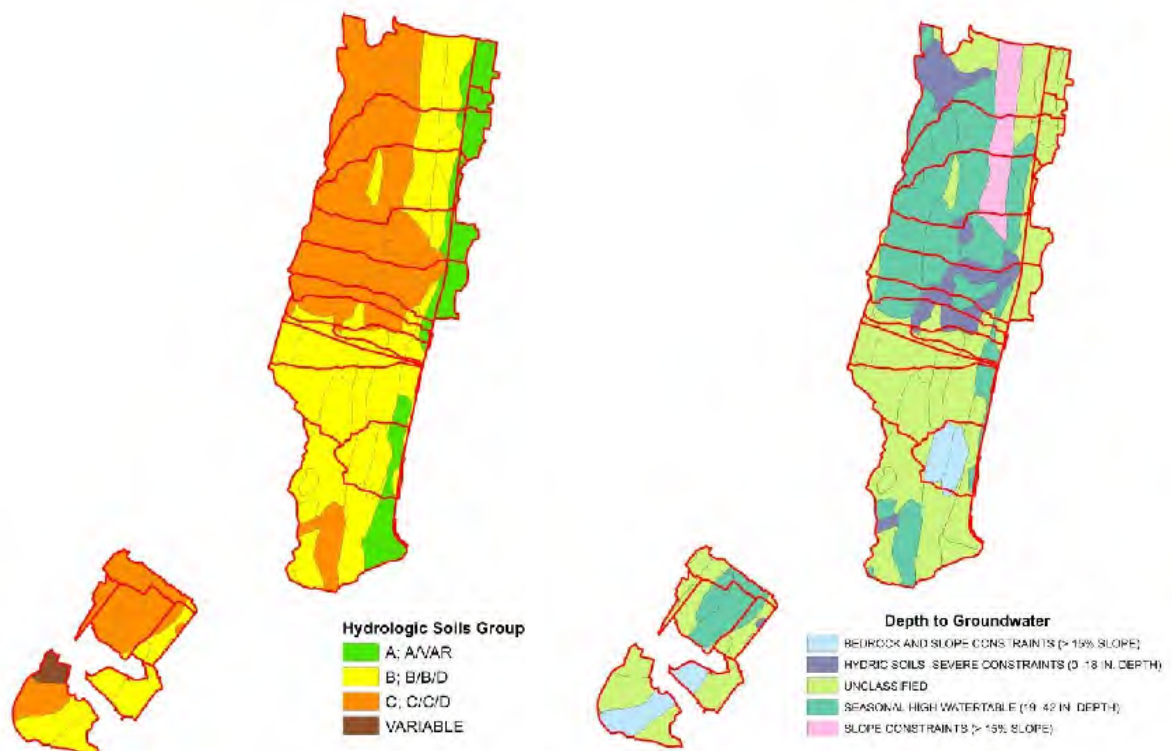 Hydrologic Soils Group
A; A/VAR
B; B/B/D
C; C/C/D
VARIABLE
Depth to Groundwater
BEDROCK AND SLOPE CONSTRAINTS (> 15% SLOPE)
HYDRIC SOILS SEVERE CONSTRAINTS (0 -18 IN. DEPTH)
UNCLASSIFIED
SEASONAL HIGH WATERTABLE (19 -42 IN. DEPTH)
SLOPE CONSTRAINTS (> 15% SLOPE)